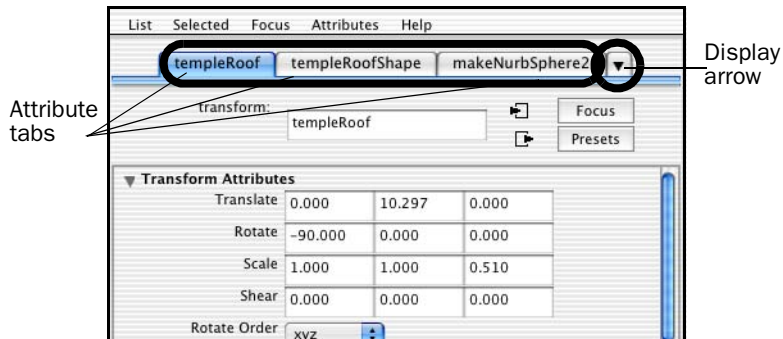 List Selected Focus Attributes Help
templeRoof templeRoofShape makeNurbSphere2
Display arrow
Attribute tabs
transform: templeRoof Focus
Presets
Transform Attributes
Translate 0.000 10.297 0.000
Rotate -90.000 0.000 0.000
Scale 1.000 1.000 0.510
Shear 0.000 0.000 0.000
Rotate Order xyz